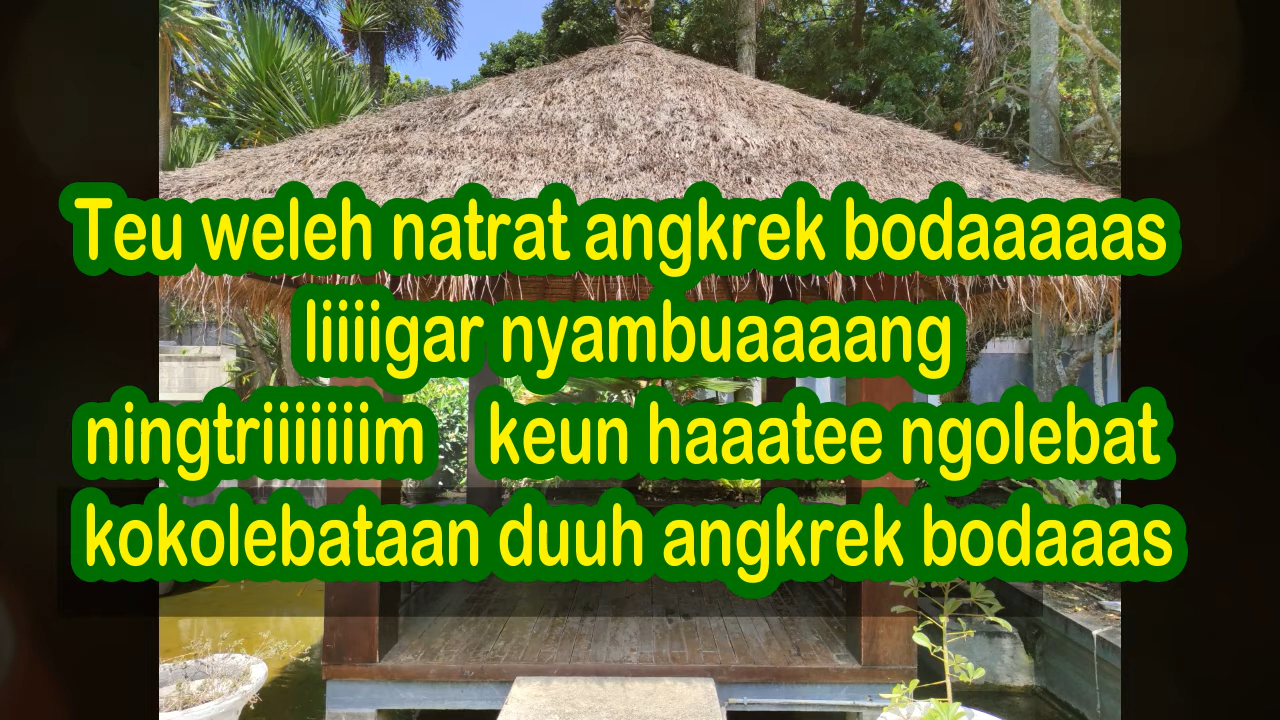 Teu weleh natrat angkrek bodaaaaas
liiiigar nyambuaaaang
ningtriiiiiiim keun haaatee ngolebat
kokolebataan duuh angkrek bodaaas